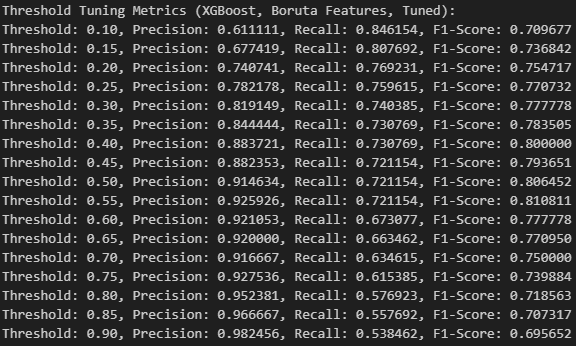 Threshold Tuning Metrics (XGBoost, Boruta Features, Tuned):
Threshold: 0.10, Precision: 0.611111, Recall: 0.846154, F1-Score: 0.709677
Threshold: 0.15, Precision: 0.677419, Recall: 0.807692, F1-Score: 0.736842
Threshold: 0.20, Precision: 0.740741, Recall: 0.769231, F1-Score: 0.754717
Threshold: 0.25, Precision: 0.782178, Recall: 0.759615, F1-Score: 0.770732
Threshold: 0.30, Precision: 0.819149, Recall: 0.740385, F1-Score: 0.777778
Threshold: 0.35, Precision: 0.844444, Recall: 0.730769, F1-Score: 0.783505
Threshold: 0.40, Precision: 0.883721, Recall: 0.730769, F1-Score: 0.800000
Threshold: 0.45, Precision: 0.882353, Recall: 0.721154, F1-Score: 0.793651
Threshold: 0.50, Precision: 0.914634, Recall: 0.721154, F1-Score: 0.806452
Threshold: 0.55, Precision: 0.925926, Recall: 0.721154, F1-Score: 0.810811
Threshold: 0.60, Precision: 0.921053, Recall: 0.673077, F1-Score: 0.777778
Threshold: 0.65, Precision: 0.920000, Recall: 0.663462, F1-Score: 0.770950
Threshold: 0.70, Precision: 0.916667, Recall: 0.634615, F1-Score: 0.750000
Threshold: 0.75, Precision: 0.927536, Recall: 0.615385, F1-Score: 0.739884
Threshold: 0.80, Precision: 0.952381, Recall: 0.576923, F1-Score: 0.718563
Threshold: 0.85, Precision: 0.966667, Recall: 0.557692, F1-Score: 0.707317
Threshold: 0.90, Precision: 0.982456, Recall: 0.538462, F1-Score: 0.695652